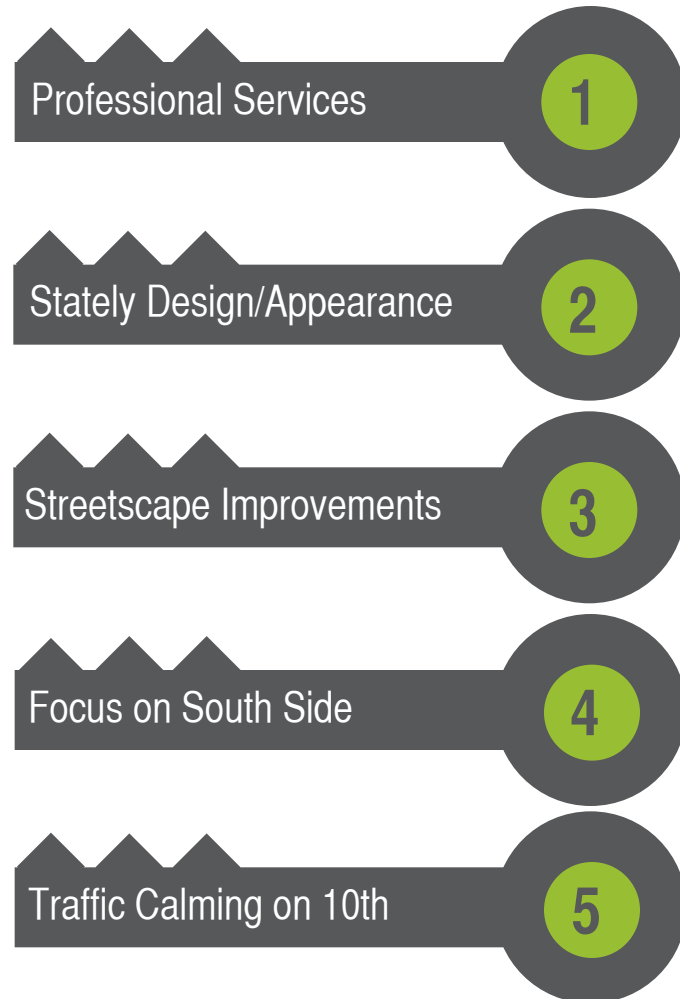 Professional Services 1
Stately Design/Appearance 2
Streetscape Improvements 3
Focus on South Side 4
Traffic Calming on 10th 5